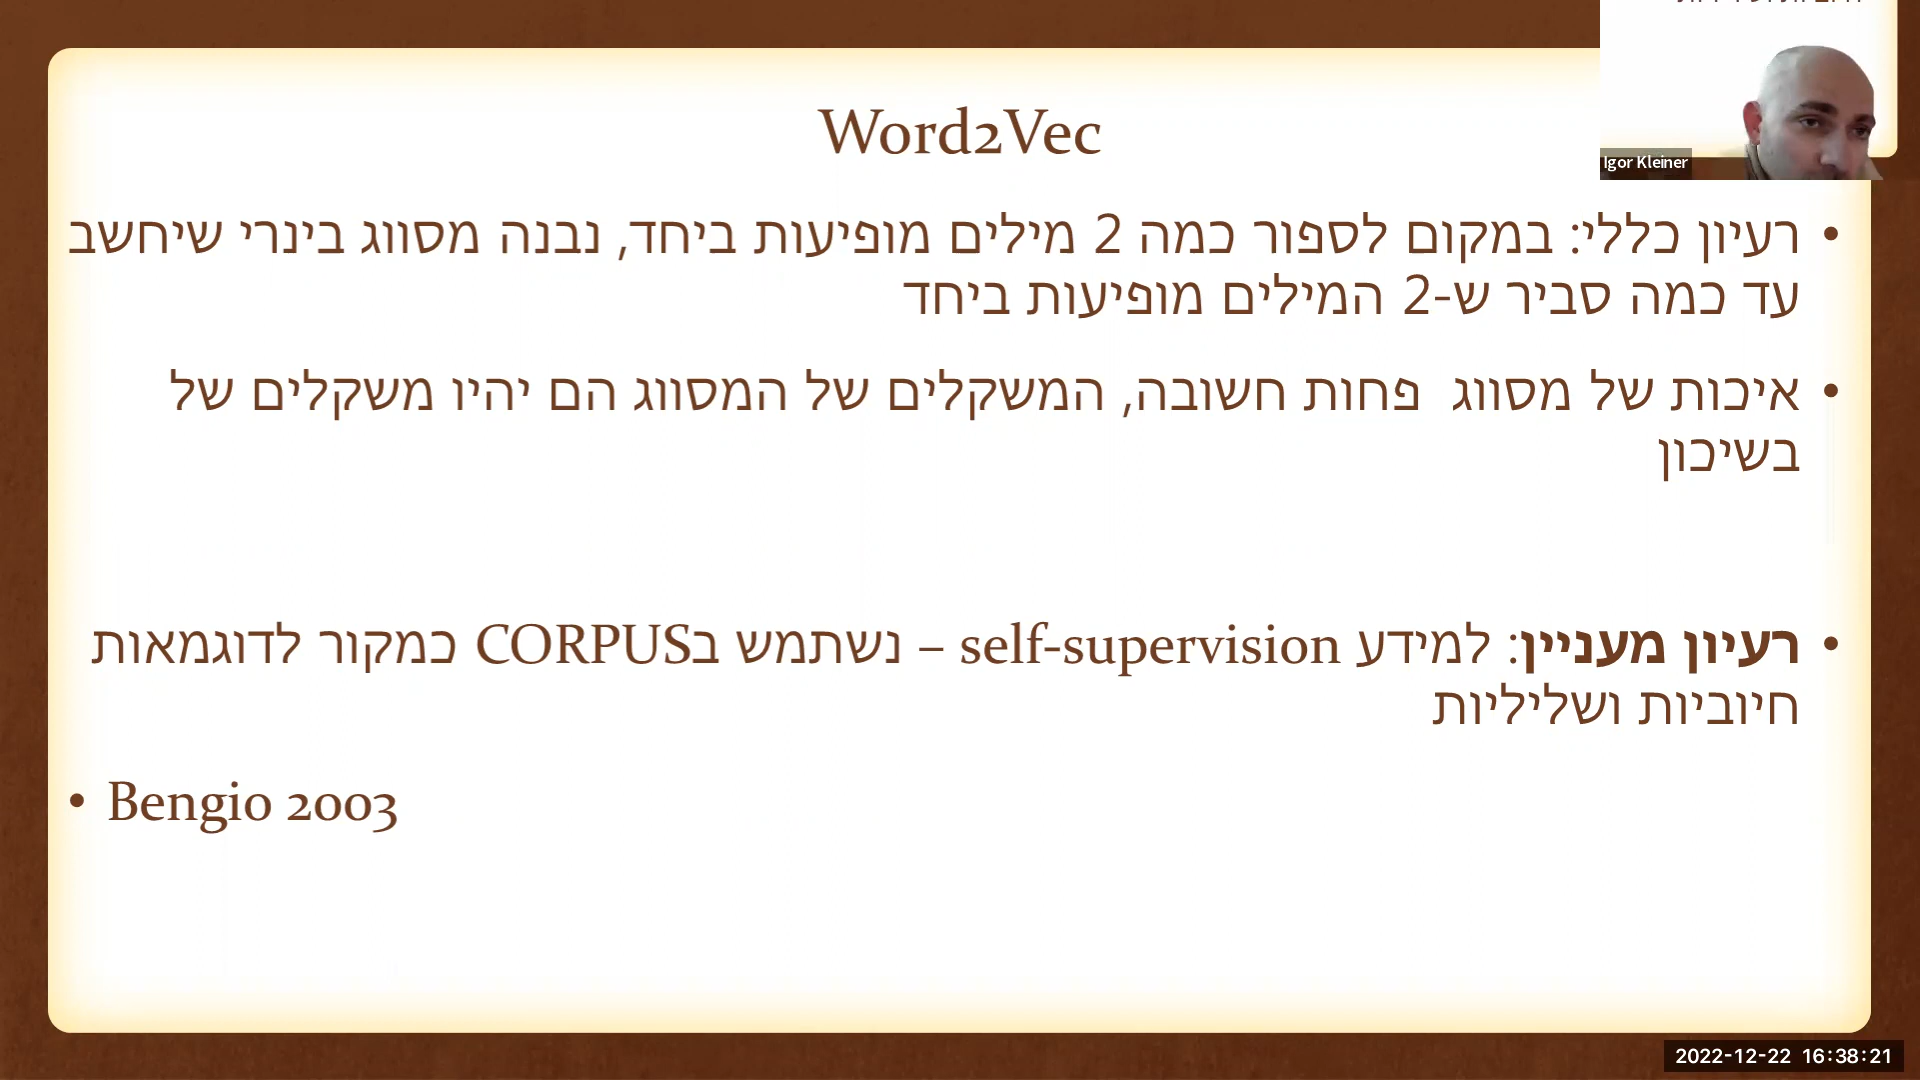 Word2Vec
Igor Kleiner
• רעיון כללי: במקום לספור כמה 2 מילים מופיעות ביחד, נבנה מסווג בינרי שיחשב
עד כמה סביר ש-2 המילים מופיעות ביחד
• איכות של מסווג פחות חשובה, המשקלים של המסווג הם יהיו משקלים של
בשיכון
• רעיון מעניין: למידע self-supervision – נשתמש בCORPUS כמקור לדוגמאות
חיוביות ושליליות
• Bengio 2003
2022-12-22 16:38:21